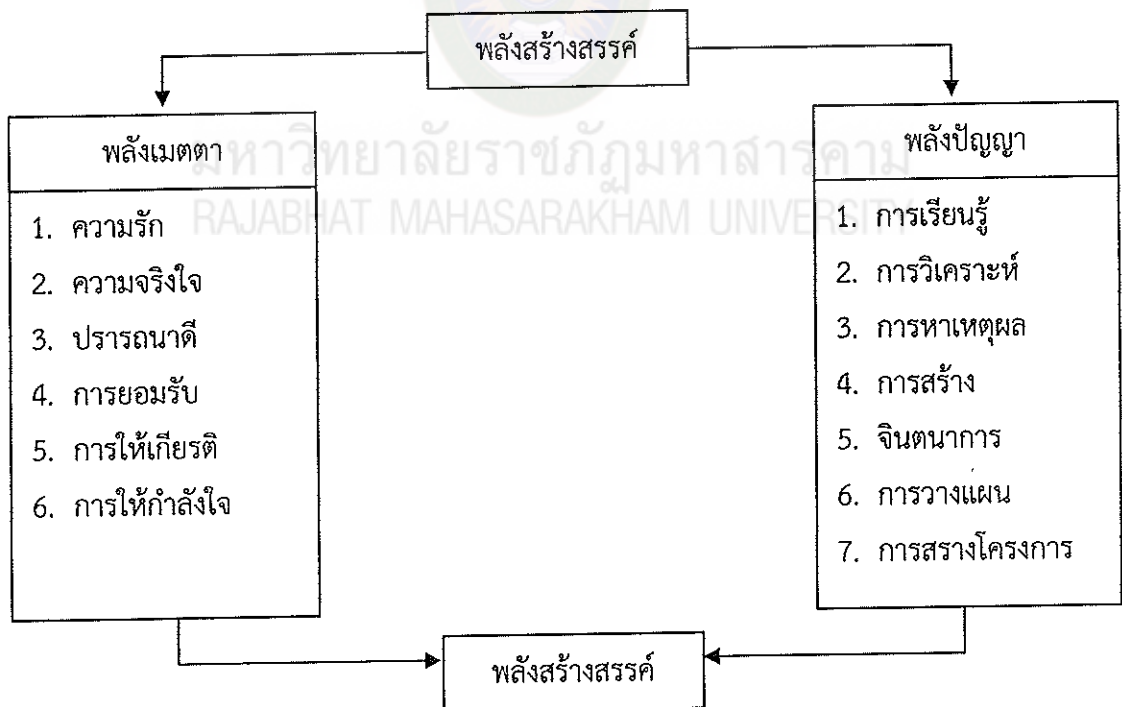 พลังสร้างสรรค์
พลังเมตตา
1. ความรัก
2. ความจริงใจ
3. ปรารถนาดี
4. การยอมรับ
5. การให้เกียรติ
6. การให้กำลังใจ
พลังปัญญา
1. การเรียนรู้
2. การวิเคราะห์
3. การหาเหตุผล
4. การสร้าง
5. จินตนาการ
6. การวางแผน
7. การสรางโครงการ
พลังสร้างสรรค์
มหาวิทยาลัยราชภัฏมหาสารคาม
RAJABHAT MAHASARAKHAM UNIVERSITY